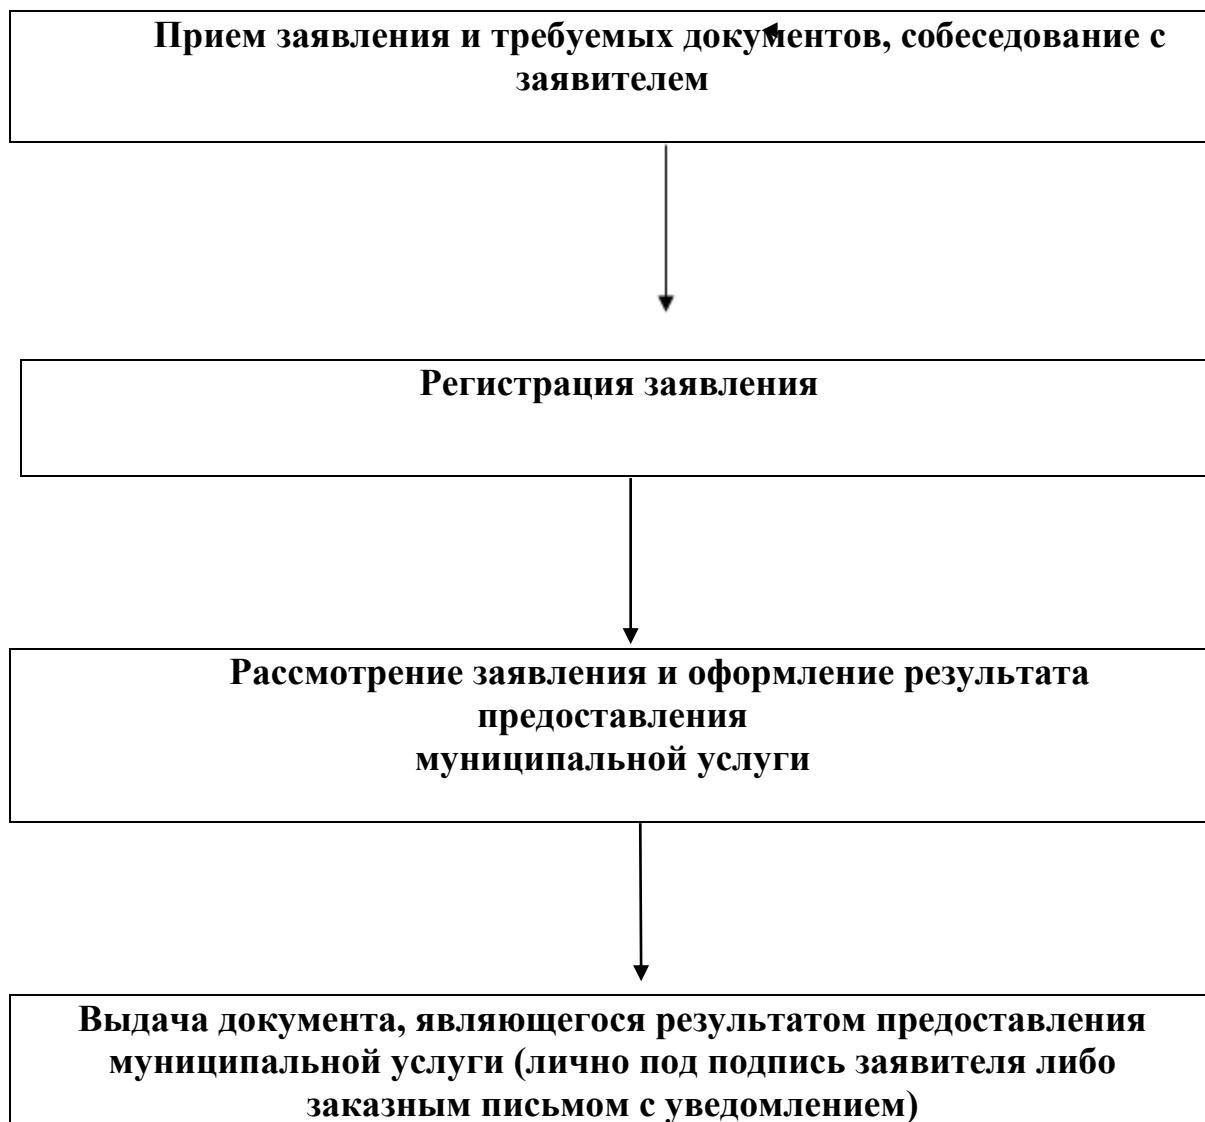 Прием заявления и требуемых документов, собеседование с
заявителем
Регистрация заявления
Рассмотрение заявления и оформление результата
предоставления
муниципальной услуги
Выдача документа, являющегося результатом предоставления
муниципальной услуги (лично под подпись заявителя либо
заказным письмом с уведомлением)